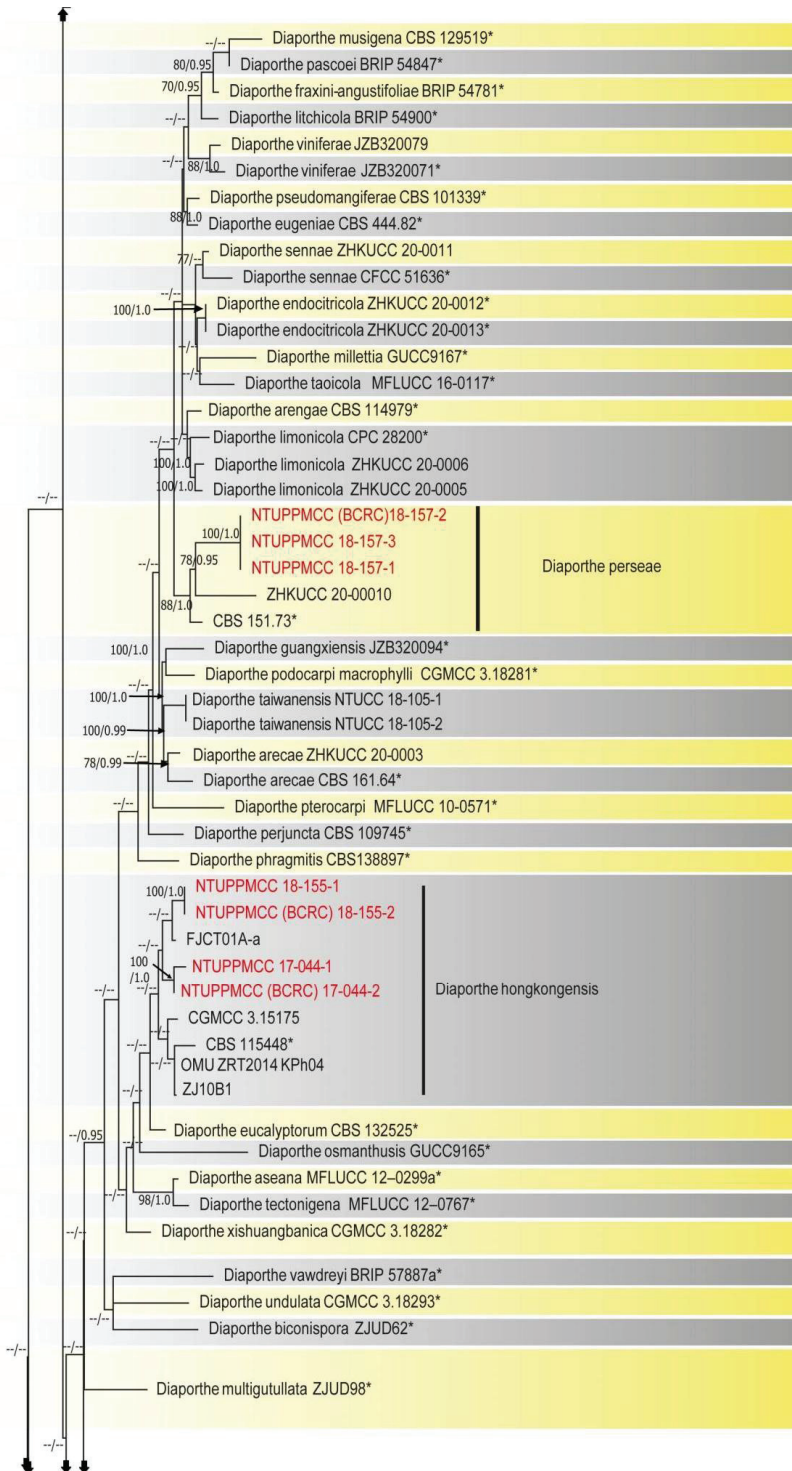 --/--
Diaporthe musigena CBS 129519*
80/0.95
Diaporthe pascoei BRIP 54847*
70/0.95
Diaporthe fraxini-angustifoliae BRIP 54781*
--/--
Diaporthe litchicola BRIP 54900*
Diaporthe viniferae JZB320079
--/--
88/1.0
Diaporthe viniferae JZB320071*
Diaporthe pseudomangiferae CBS 101339*
88/1.0
Diaporthe eugeniae CBS 444.82*
Diaporthe sennae ZHKUCC 20-0011
77/--
Diaporthe sennae CFCC 51636*
--/--
100/1.0
Diaporthe endocitricola ZHKUCC 20-0012*
Diaporthe endocitricola ZHKUCC 20-0013*
--/--
Diaporthe millettia GUCC9167*
--/--
Diaporthe taoicola MFLUCC 16-0117*
Diaporthe arengae CBS 114979*
--/--
--/--
Diaporthe limonicola CPC 28200*
100/1.0
Diaporthe limonicola ZHKUCC 20-0006
100/1.0
Diaporthe limonicola ZHKUCC 20-0005
--/--
NTUPPMCC (BCRC)18-157-2
100/1.0
NTUPPMCC 18-157-3
78/0.95
NTUPPMCC 18-157-1
Diaporthe perseae
ZHKUCC 20-00010
88/1.0
CBS 151.73*
100/1.0
Diaporthe guangxiensis JZB320094*
--/--
Diaporthe podocarpi macrophylli CGMCC 3.18281*
100/1.0
Diaporthe taiwanensis NTUCC 18-105-1
Diaporthe taiwanensis NTUCC 18-105-2
100/0.99
--/--
Diaporthe arecae ZHKUCC 20-0003
78/0.99
Diaporthe arecae CBS 161.64*
--/--
Diaporthe pterocarpi MFLUCC 10-0571*
Diaporthe perjuncta CBS 109745*
Diaporthe phragmitis CBS138897*
NTUPPMCC 18-155-1
100/1.0
NTUPPMCC (BCRC) 18-155-2
--/--
FJCT01A-a
--/--
100
/1.0
NTUPPMCC 17-044-1
NTUPPMCC (BCRC) 17-044-2
Diaporthe hongkongensis
--/--
CGMCC 3.15175
--/--
--/--
CBS 115448*
OMU ZRT2014 KPh04
--/--
ZJ10B1
--/--
Diaporthe eucalyptorum CBS 132525*
--/0.95
--/--
Diaporthe osmanthusis GUCC9165*
Diaporthe aseana MFLUCC 12–0299a*
--/--
98/1.0
Diaporthe tectonigena MFLUCC 12–0767*
Diaporthe xishuangbanica CGMCC 3.18282*
--/--
Diaporthe vawdreyi BRIP 57887a*
Diaporthe undulata CGMCC 3.18293*
--/--
Diaporthe biconispora ZJUD62*
--/--
Diaporthe multigutullata ZJUD98*
--/--